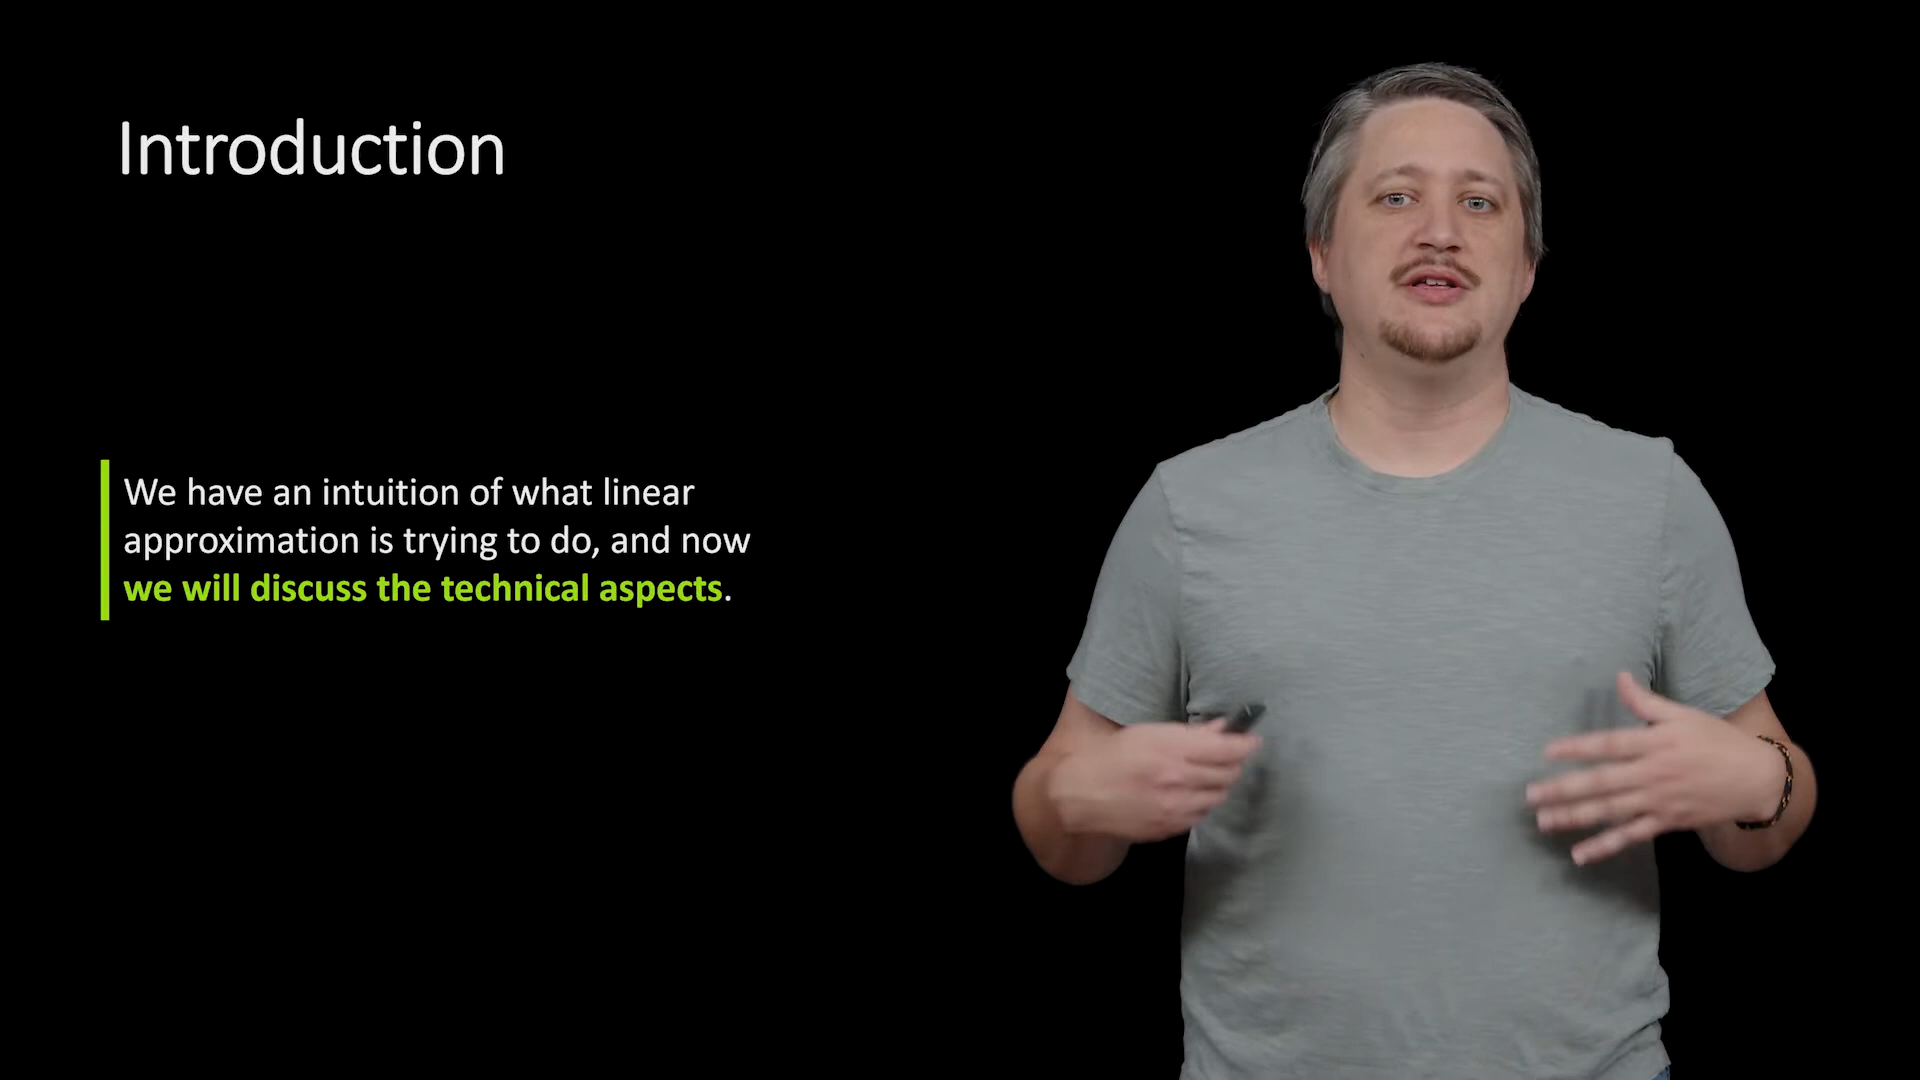 Introduction
We have an intuition of what linear
approximation is trying to do, and now
we will discuss the technical aspects.